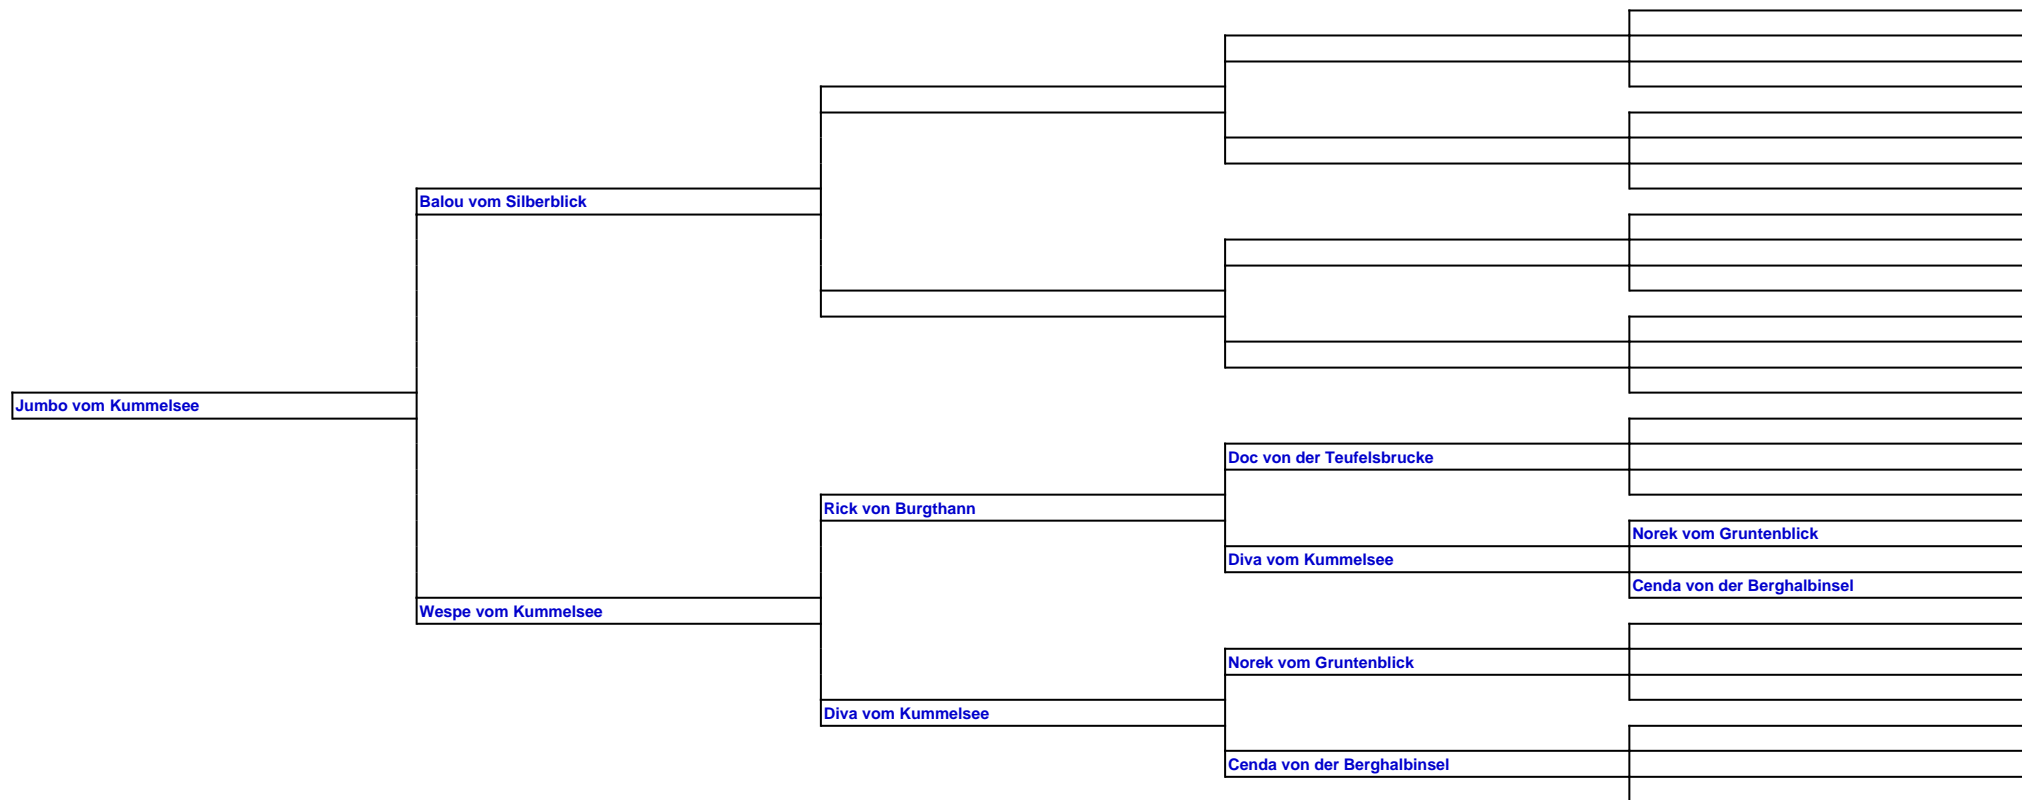 Balou vom Silberblick
Jumbo vom Kummelsee
Doc von der Teufelsbrucke
Rick von Burgthann
Norek vom Gruntenblick
Diva vom Kummelsee
Cenda von der Berghalbinsel
Wespe vom Kummelsee
Norek vom Gruntenblick
Diva vom Kummelsee
Cenda von der Berghalbinsel